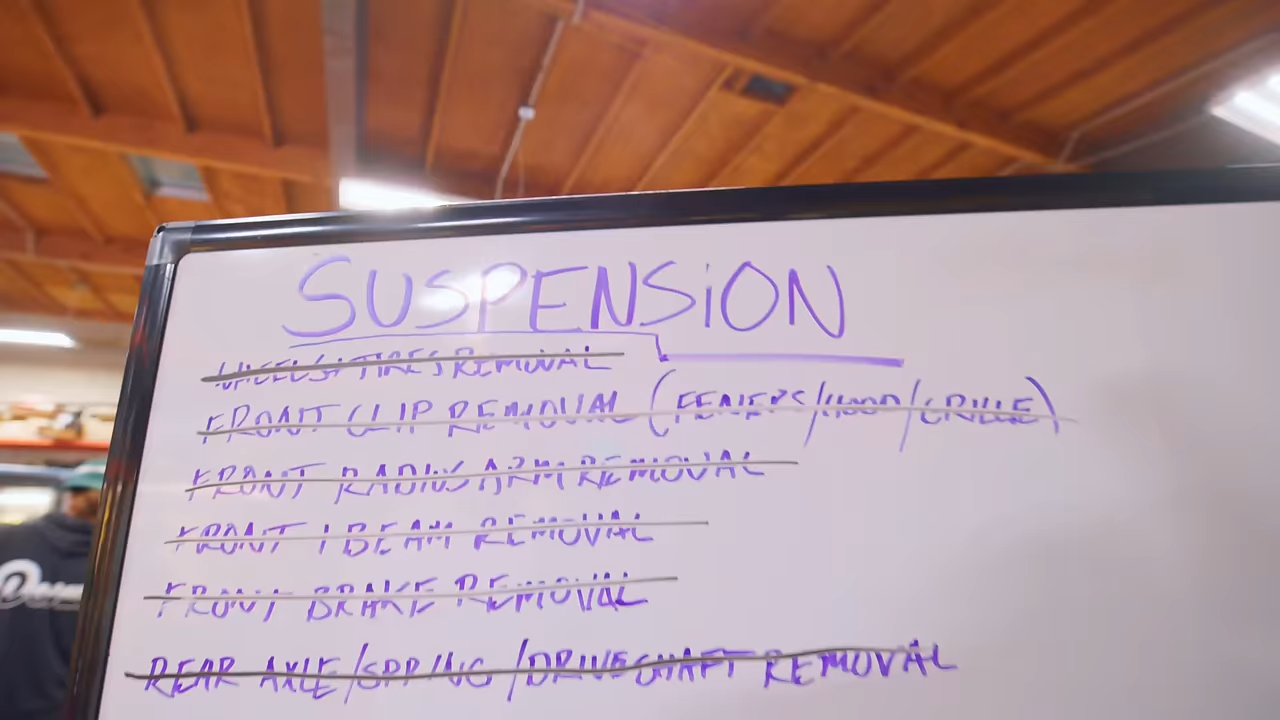 SUSPENSiON
WHEELS/TIRES REMOVAL
FRONT CLIP REMOVAL (FENERS/HOOD/GRILLE)
FRONT RADIUS ARM REMOVAL
FRONT I BEAM REMOVAL
FRONT BRAKE REMOVAL
REAR AXLE/SPRING/DRIVESHAFT REMOVAL